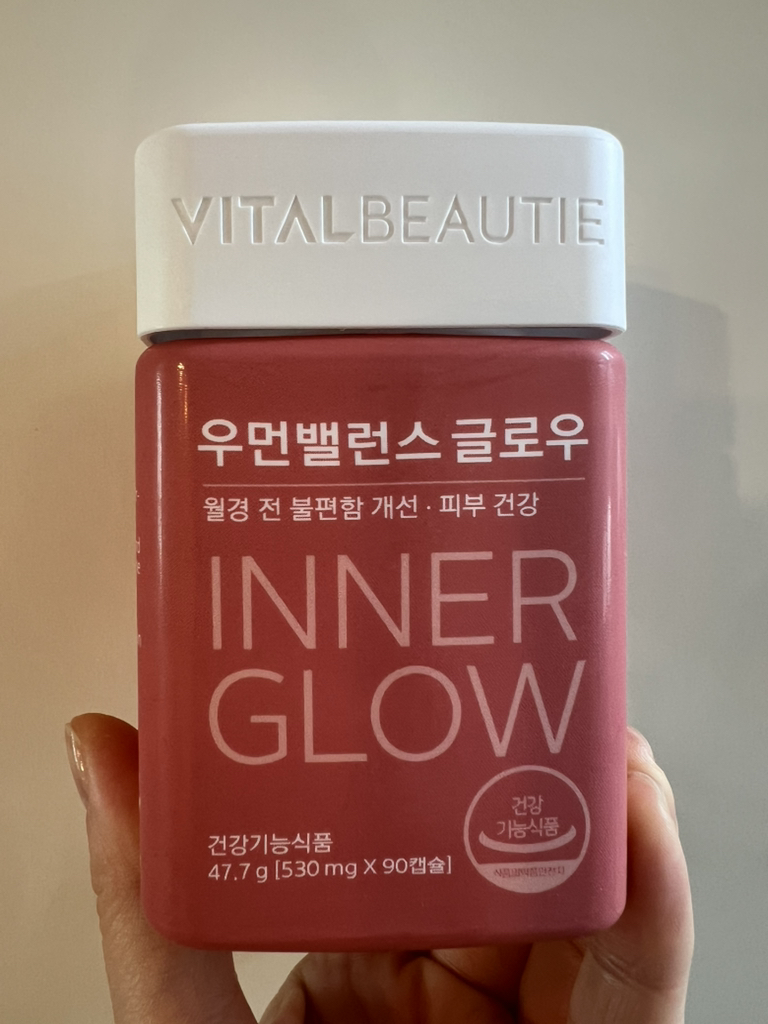 VITALBEAUTIE
우먼밸런스 글로우
월경 전 불편함 개선 · 피부 건강
INNER
GLOW
건강기능식품
47.7 g [530 mg X 90캡슐]
건강
기능식품